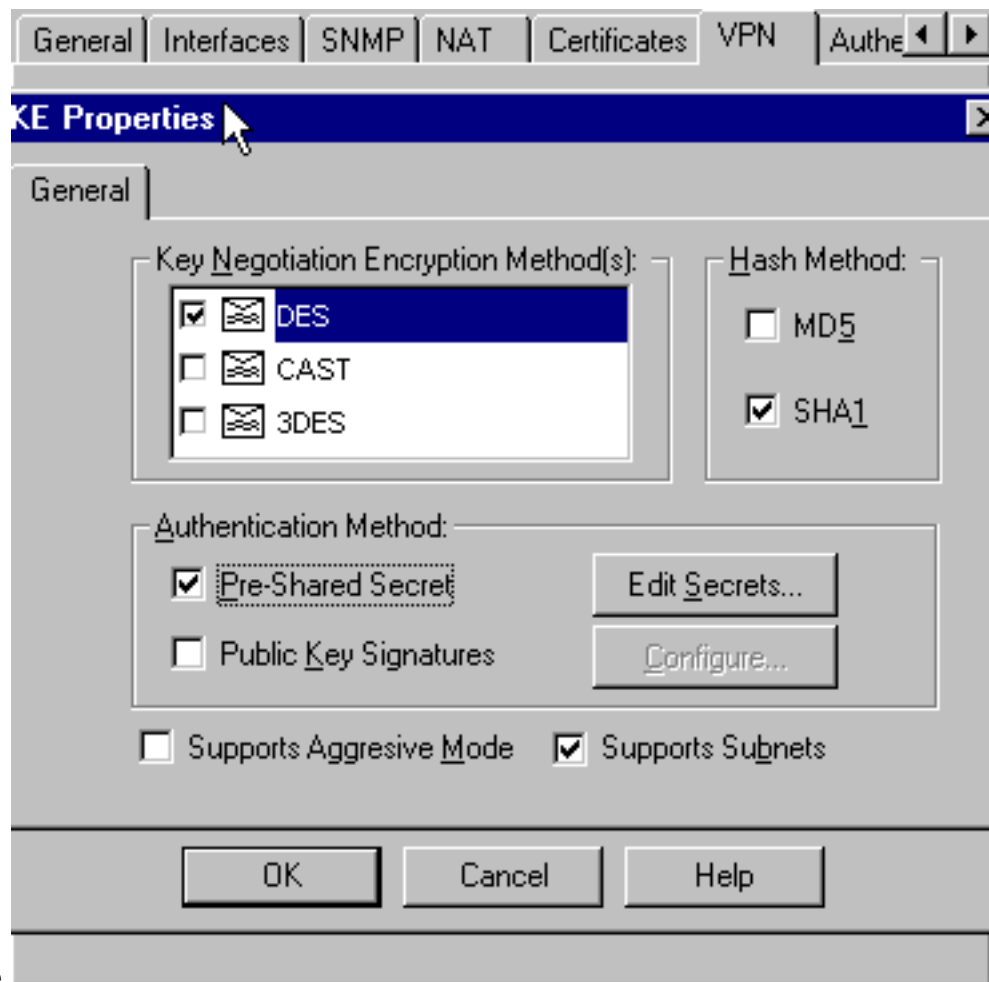 General Interfaces SNMP NAT Certificates VPN Authe
KE Properties
General
Key Negotiation Encryption Method(s):
Hash Method:
DES
MD5
CAST
3DES
SHA1
Authentication Method:
Pre-Shared Secret
Edit Secrets...
Public Key Signatures
Configure...
Supports Aggresive Mode
Supports Subnets
OK
Cancel
Help